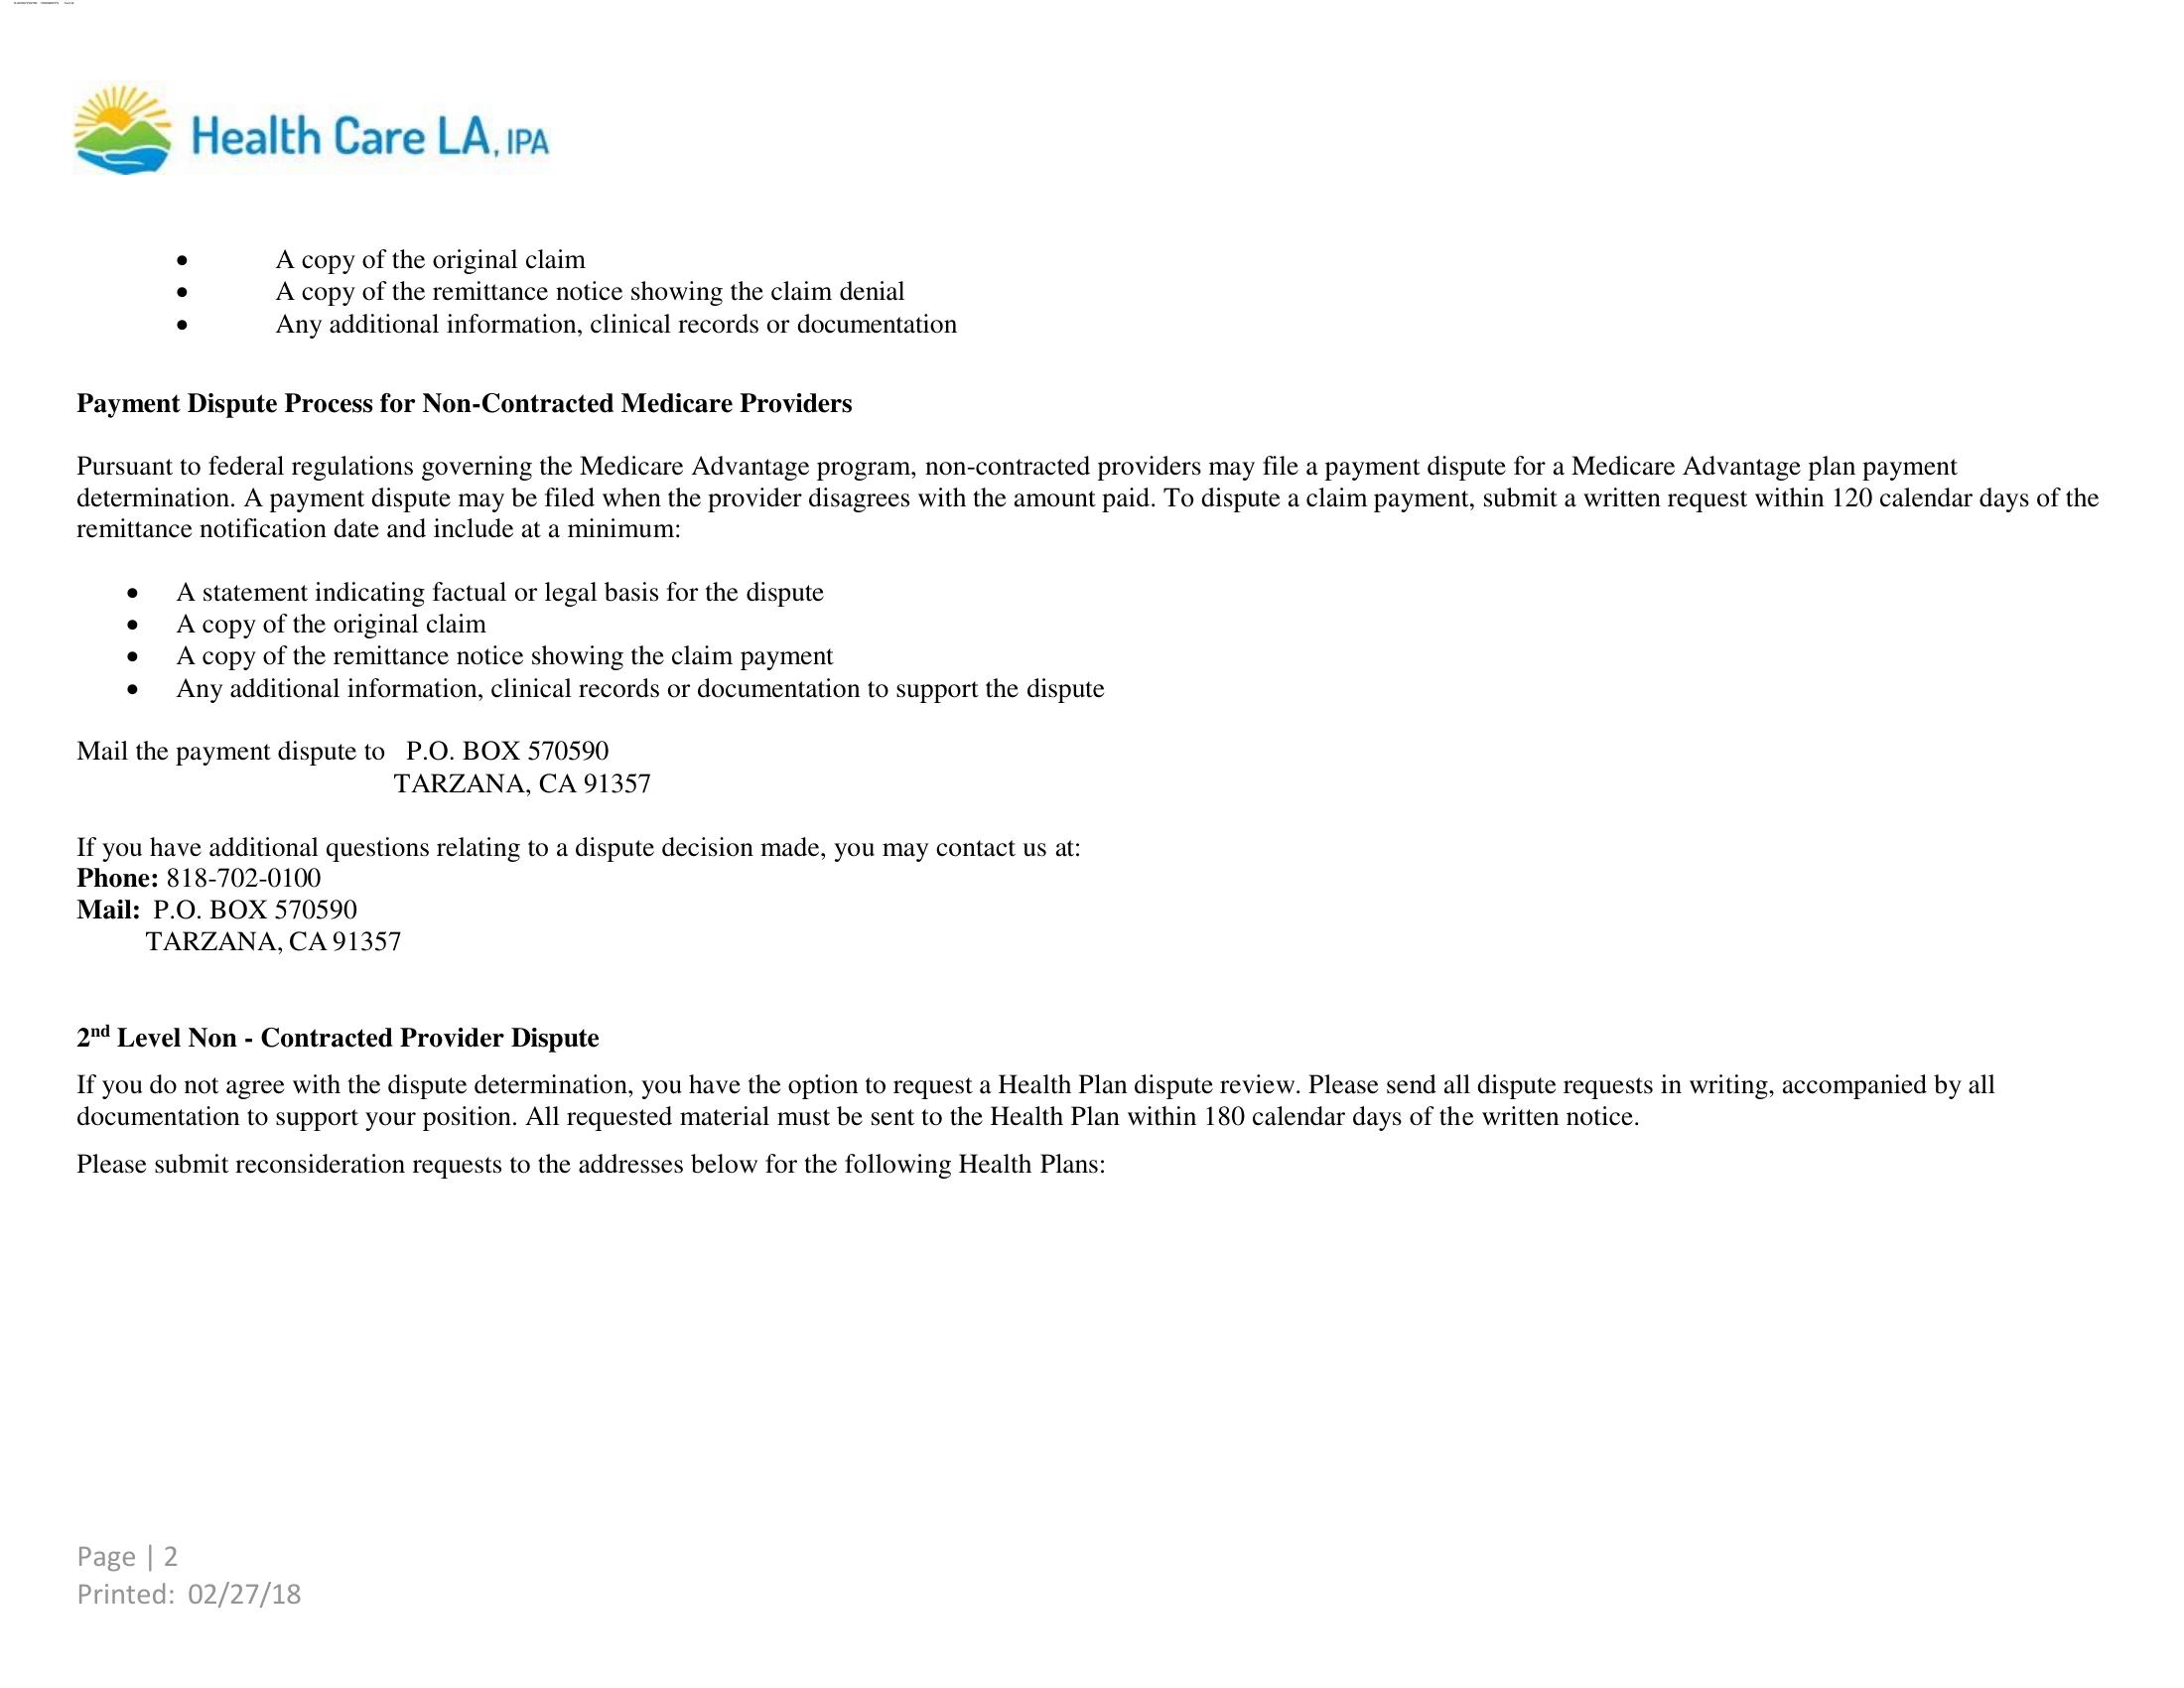 Health Care LA, IPA
• A copy of the original claim
• A copy of the remittance notice showing the claim denial
• Any additional information, clinical records or documentation
Payment Dispute Process for Non-Contracted Medicare Providers
Pursuant to federal regulations governing the Medicare Advantage program, non-contracted providers may file a payment dispute for a Medicare Advantage plan payment
determination. A payment dispute may be filed when the provider disagrees with the amount paid. To dispute a claim payment, submit a written request within 120 calendar days of the
remittance notification date and include at a minimum:
• A statement indicating factual or legal basis for the dispute
• A copy of the original claim
• A copy of the remittance notice showing the claim payment
• Any additional information, clinical records or documentation to support the dispute
Mail the payment dispute to P.O. BOX 570590
TARZANA, CA 91357
If you have additional questions relating to a dispute decision made, you may contact us at:
Phone: 818-702-0100
Mail: P.O. BOX 570590
TARZANA, CA 91357
2nd Level Non - Contracted Provider Dispute
If you do not agree with the dispute determination, you have the option to request a Health Plan dispute review. Please send all dispute requests in writing, accompanied by all
documentation to support your position. All requested material must be sent to the Health Plan within 180 calendar days of the written notice.
Please submit reconsideration requests to the addresses below for the following Health Plans:
Page | 2
Printed: 02/27/18